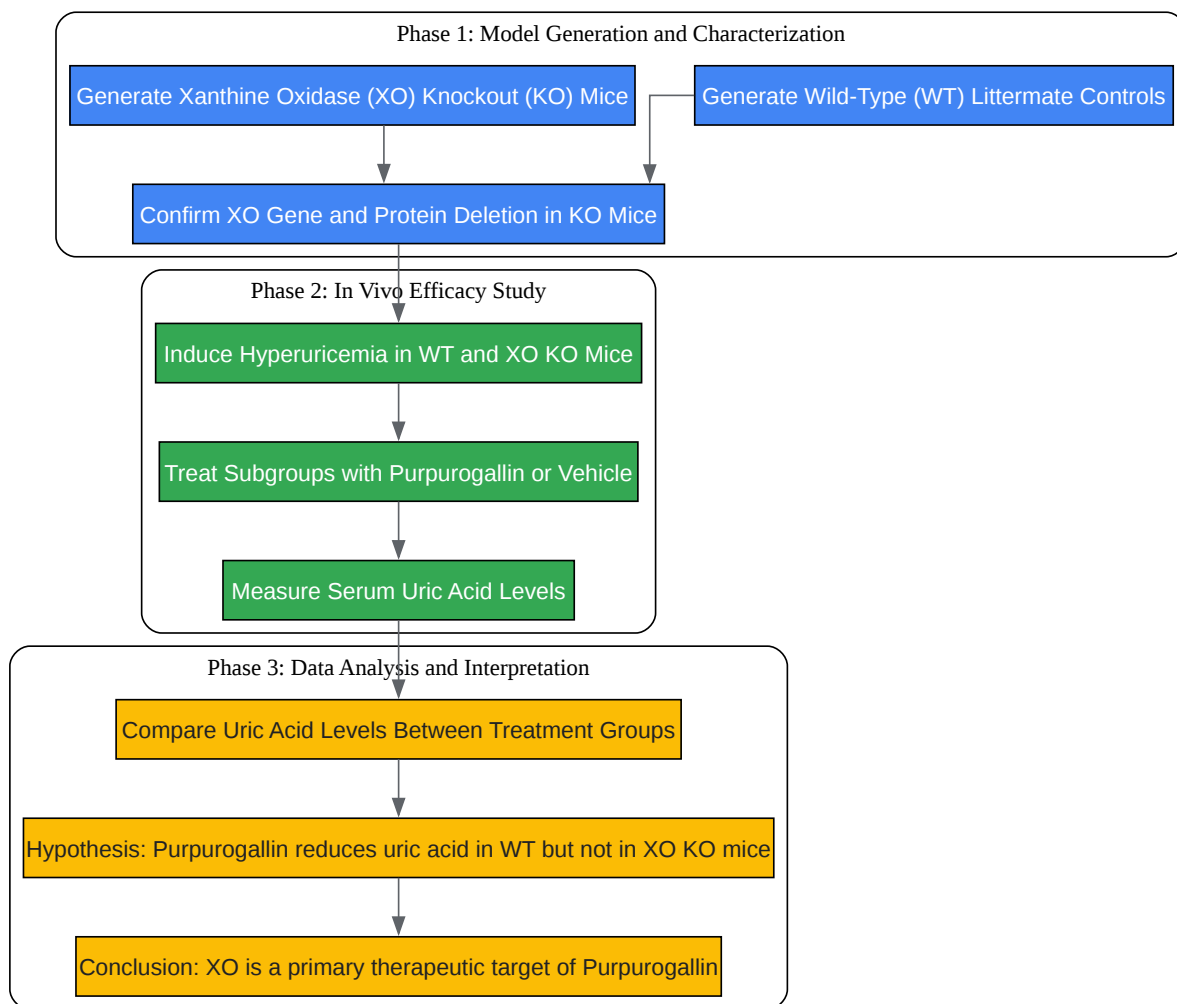 Phase 1: Model Generation and Characterization
Generate Xanthine Oxidase (XO) Knockout (KO) Mice
Generate Wild-Type (WT) Littermate Controls
Confirm XO Gene and Protein Deletion in KO Mice
Phase 2: In Vivo Efficacy Study
Induce Hyperuricemia in WT and XO KO Mice
Treat Subgroups with Purpurogallin or Vehicle
Measure Serum Uric Acid Levels
Phase 3: Data Analysis and Interpretation
Compare Uric Acid Levels Between Treatment Groups
Hypothesis: Purpurogallin reduces uric acid in WT but not in XO KO mice
Conclusion: XO is a primary therapeutic target of Purpurogallin